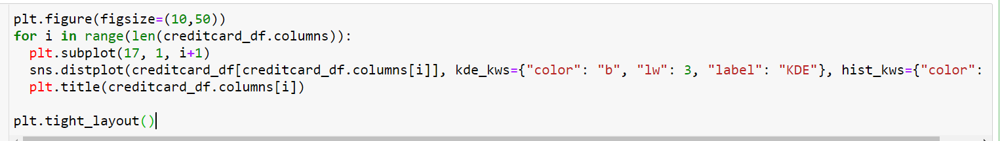 plt.figure(figsize=(10,50))
for i in range(len(creditcard_df.columns)):
  plt.subplot(17, 1, i+1)
  sns.distplot(creditcard_df[creditcard_df.columns[i]], kde_kws={"color": "b", "lw": 3, "label": "KDE"}, hist_kws={"color":
  plt.title(creditcard_df.columns[i])

plt.tight_layout()